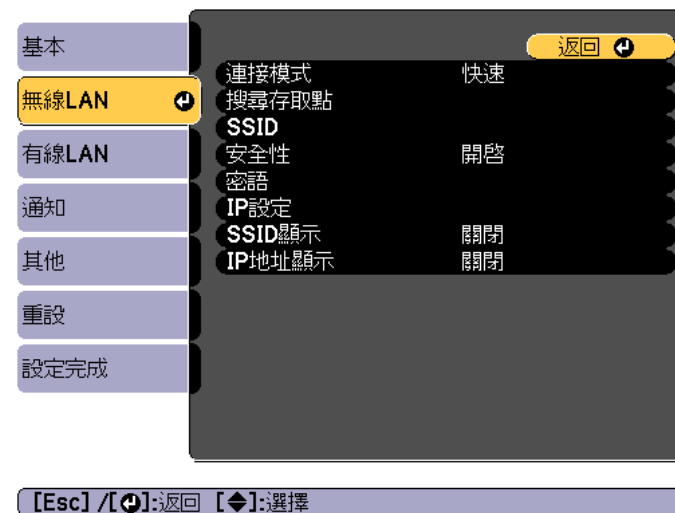 基本
無線LAN
有線LAN
通知
其他
重設
設定完成
返回
連接模式 快速
搜尋存取點
SSID
安全性 開啓
密語
IP設定
SSID顯示 關閉
IP地址顯示 關閉
[Esc] /[ ]:返回 [ ]:選擇